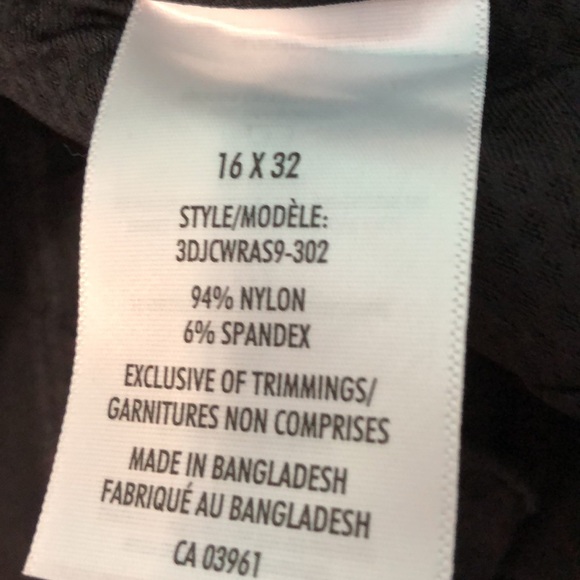 16 X 32
STYLE/MODÈLE:
3DJCWRAS9-302
94% NYLON
6% SPANDEX
EXCLUSIVE OF TRIMMINGS/
GARNITURES NON COMPRISES
MADE IN BANGLADESH
FABRIQUÉ AU BANGLADESH
CA 03961